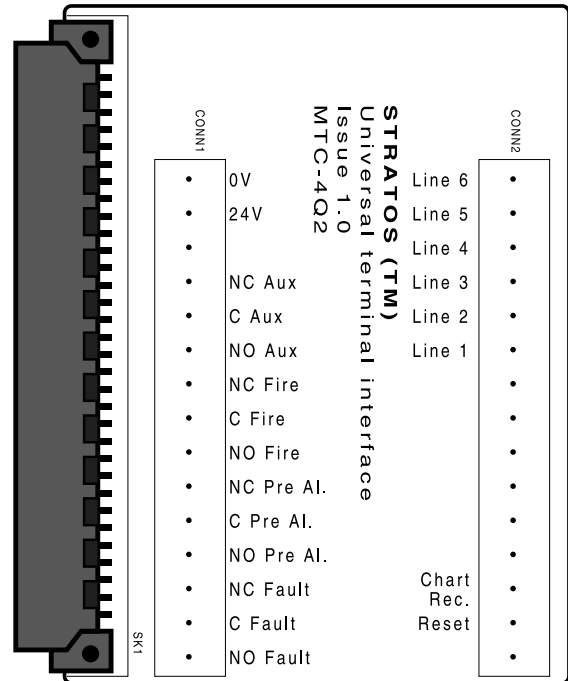 CONN1
0V
24V
NC Aux
C Aux
NO Aux
NC Fire
C Fire
NO Fire
NC Pre Al.
C Pre Al.
NO Pre Al.
NC Fault
C Fault
NO Fault
SK1
STRATOS (TM)
Universal terminal interface
Issue 1.0
MTC-4Q2
CONN2
Line 6
Line 5
Line 4
Line 3
Line 2
Line 1
Chart
Rec.
Reset